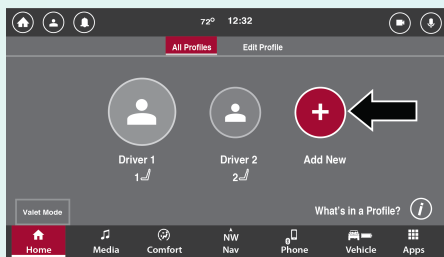 72° 12:32
All Profiles Edit Profile
Driver 1 Driver 2 Add New
1 2
Valet Mode What's in a Profile? i
NW
Home Media Comfort Nav Phone Vehicle Apps